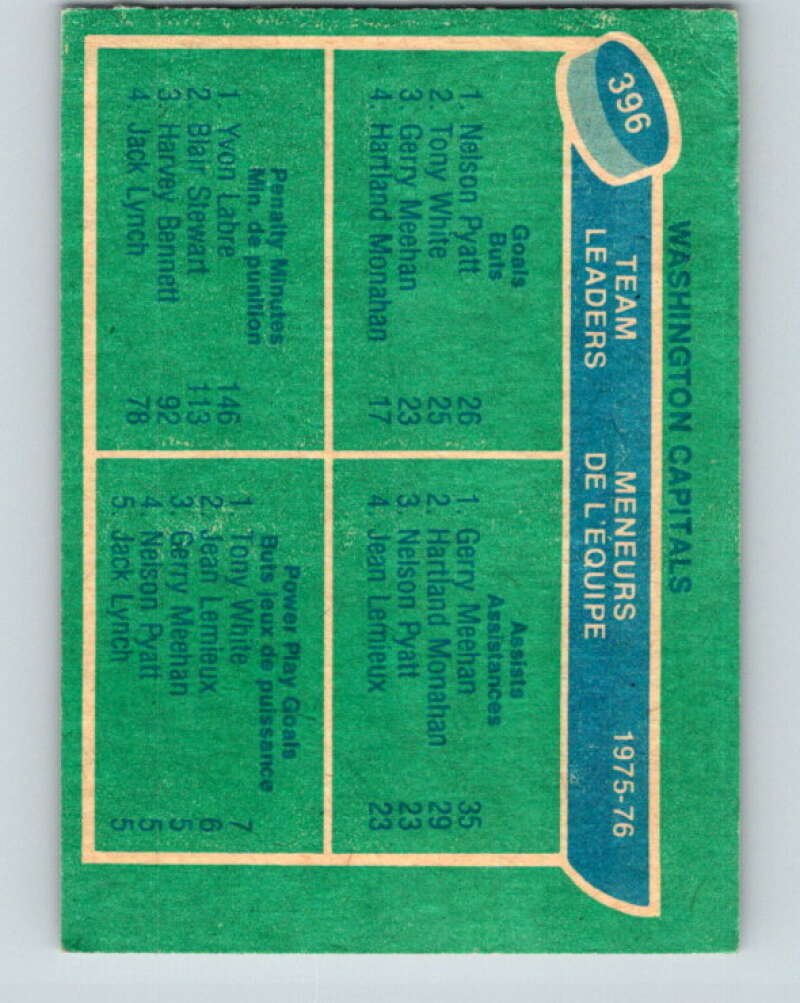 396
WASHINGTON CAPITALS
TEAM LEADERS
MENEURS DE L'ÉQUIPE
1975-76
Goals
Buts
1. Nelson Pyatt 26
2. Tony White 25
3. Gerry Meehan 23
4. Hartland Monahan 17
Assists
Assistances
1 Gerry Meehan 35
2. Hartland Monahan 29
3. Nelson Pyatt 23
4 Jean Lemieux 23
Penalty Minutes
Min. de punition
1. Yvon Labre 146
2. Blair Stewart 113
3. Harvey Bennett 92
4. Jack Lynch 78
Power Play Goals
Buts jeux de puissance
1 Tony White 7
2. Jean Lemieux 6
3. Gerry Meehan 5
4. Nelson Pyatt 5
5. Jack Lynch 5